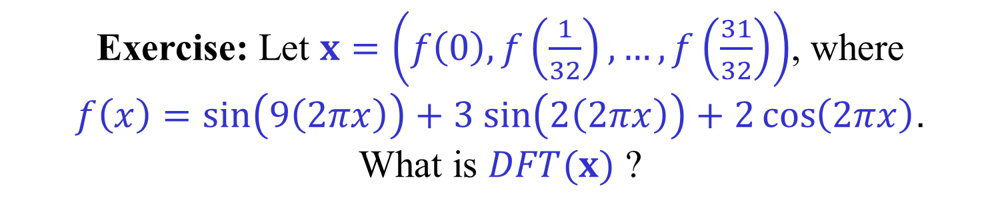 Exercise: Let x = (f(0), f(1/32), ..., f(31/32)), where
f(x) = sin(9(2πx)) + 3 sin(2(2πx)) + 2 cos(2πx).
What is DFT(x) ?